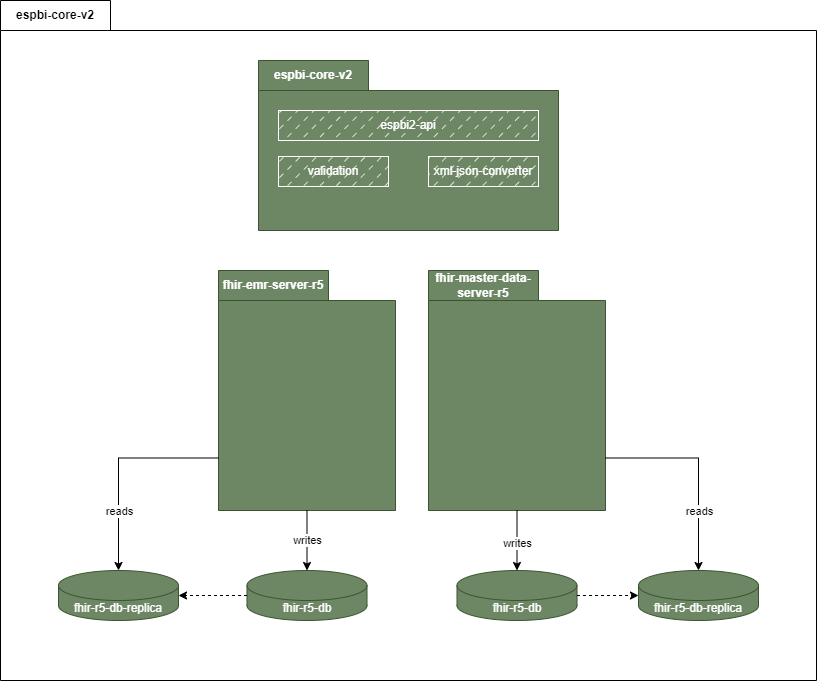 espbi-core-v2
espbi-core-v2
espbi2-api
validation
xml-json-converter
fhir-emr-server-r5
fhir-master-data-
server-r5
reads
writes
writes
reads
fhir-r5-db-replica
fhir-r5-db
fhir-r5-db
fhir-r5-db-replica